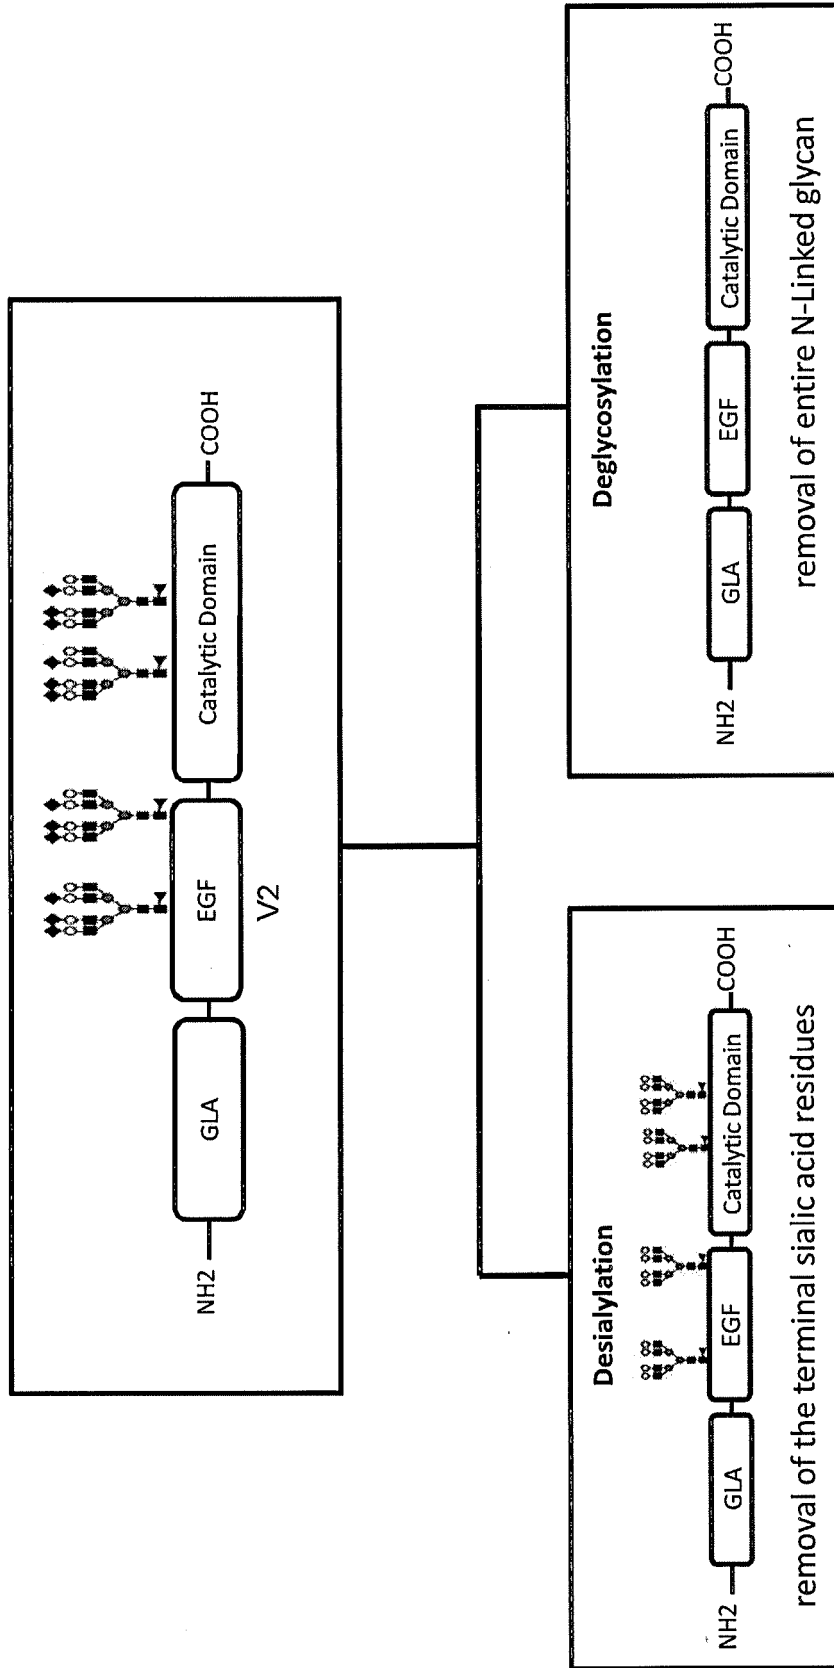 NH2
GLA
EGF
Catalytic Domain
COOH
V2
Desialylation
NH2
GLA
EGF
Catalytic Domain
COOH
removal of the terminal sialic acid residues
Deglycosylation
NH2
GLA
EGF
Catalytic Domain
COOH
removal of entire N-Linked glycan